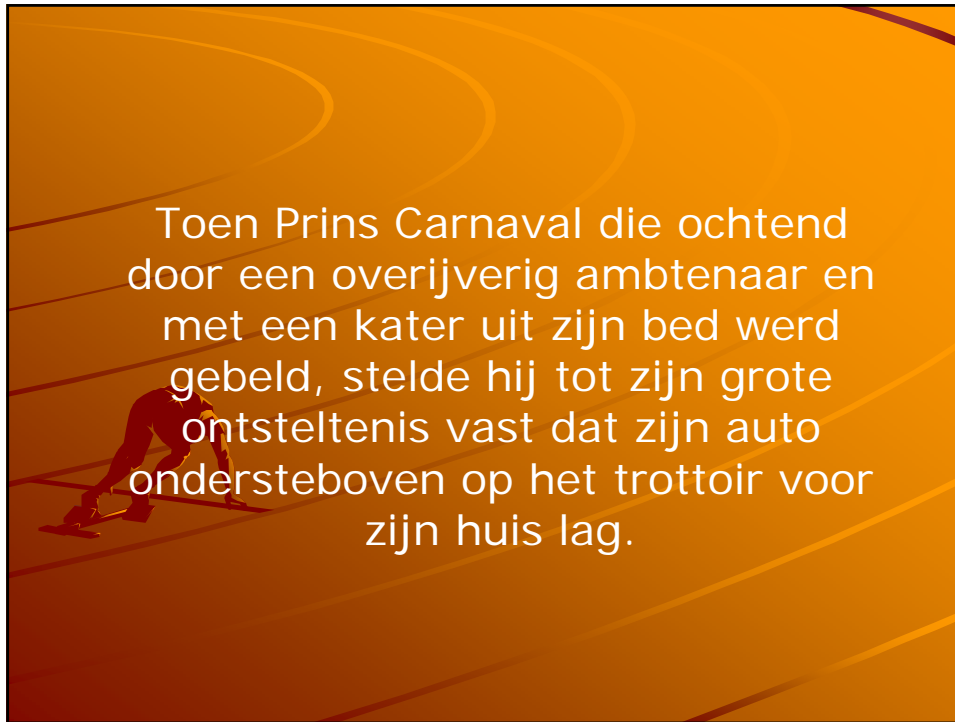 Toen Prins Carnaval die ochtend
door een overijverig ambtenaar en
met een kater uit zijn bed werd
gebeld, stelde hij tot zijn grote
ontsteltenis vast dat zijn auto
ondersteboven op het trottoir voor
zijn huis lag.